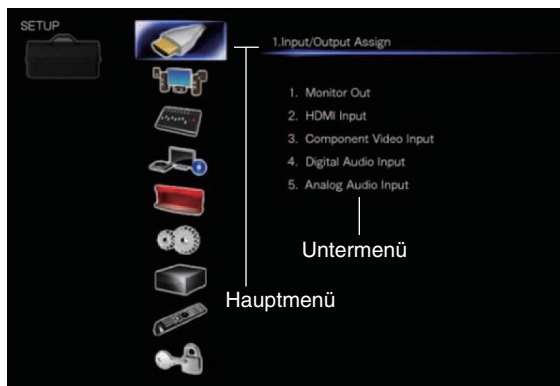 SETUP
1.Input/Output Assign
1. Monitor Out
2. HDMI Input
3. Component Video Input
4. Digital Audio Input
5. Analog Audio Input
Untermenü
Hauptmenü